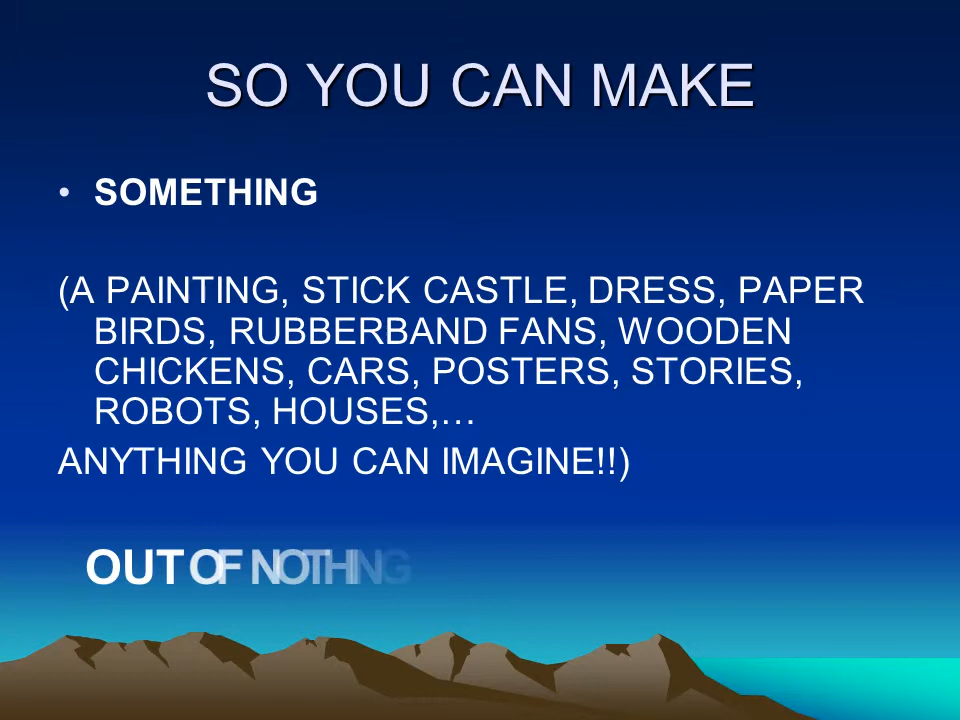 SO YOU CAN MAKE
• SOMETHING
(A PAINTING, STICK CASTLE, DRESS, PAPER
BIRDS, RUBBERBAND FANS, WOODEN
CHICKENS, CARS, POSTERS, STORIES,
ROBOTS, HOUSES,…
ANYTHING YOU CAN IMAGINE!!)
OUT OF NOTHING